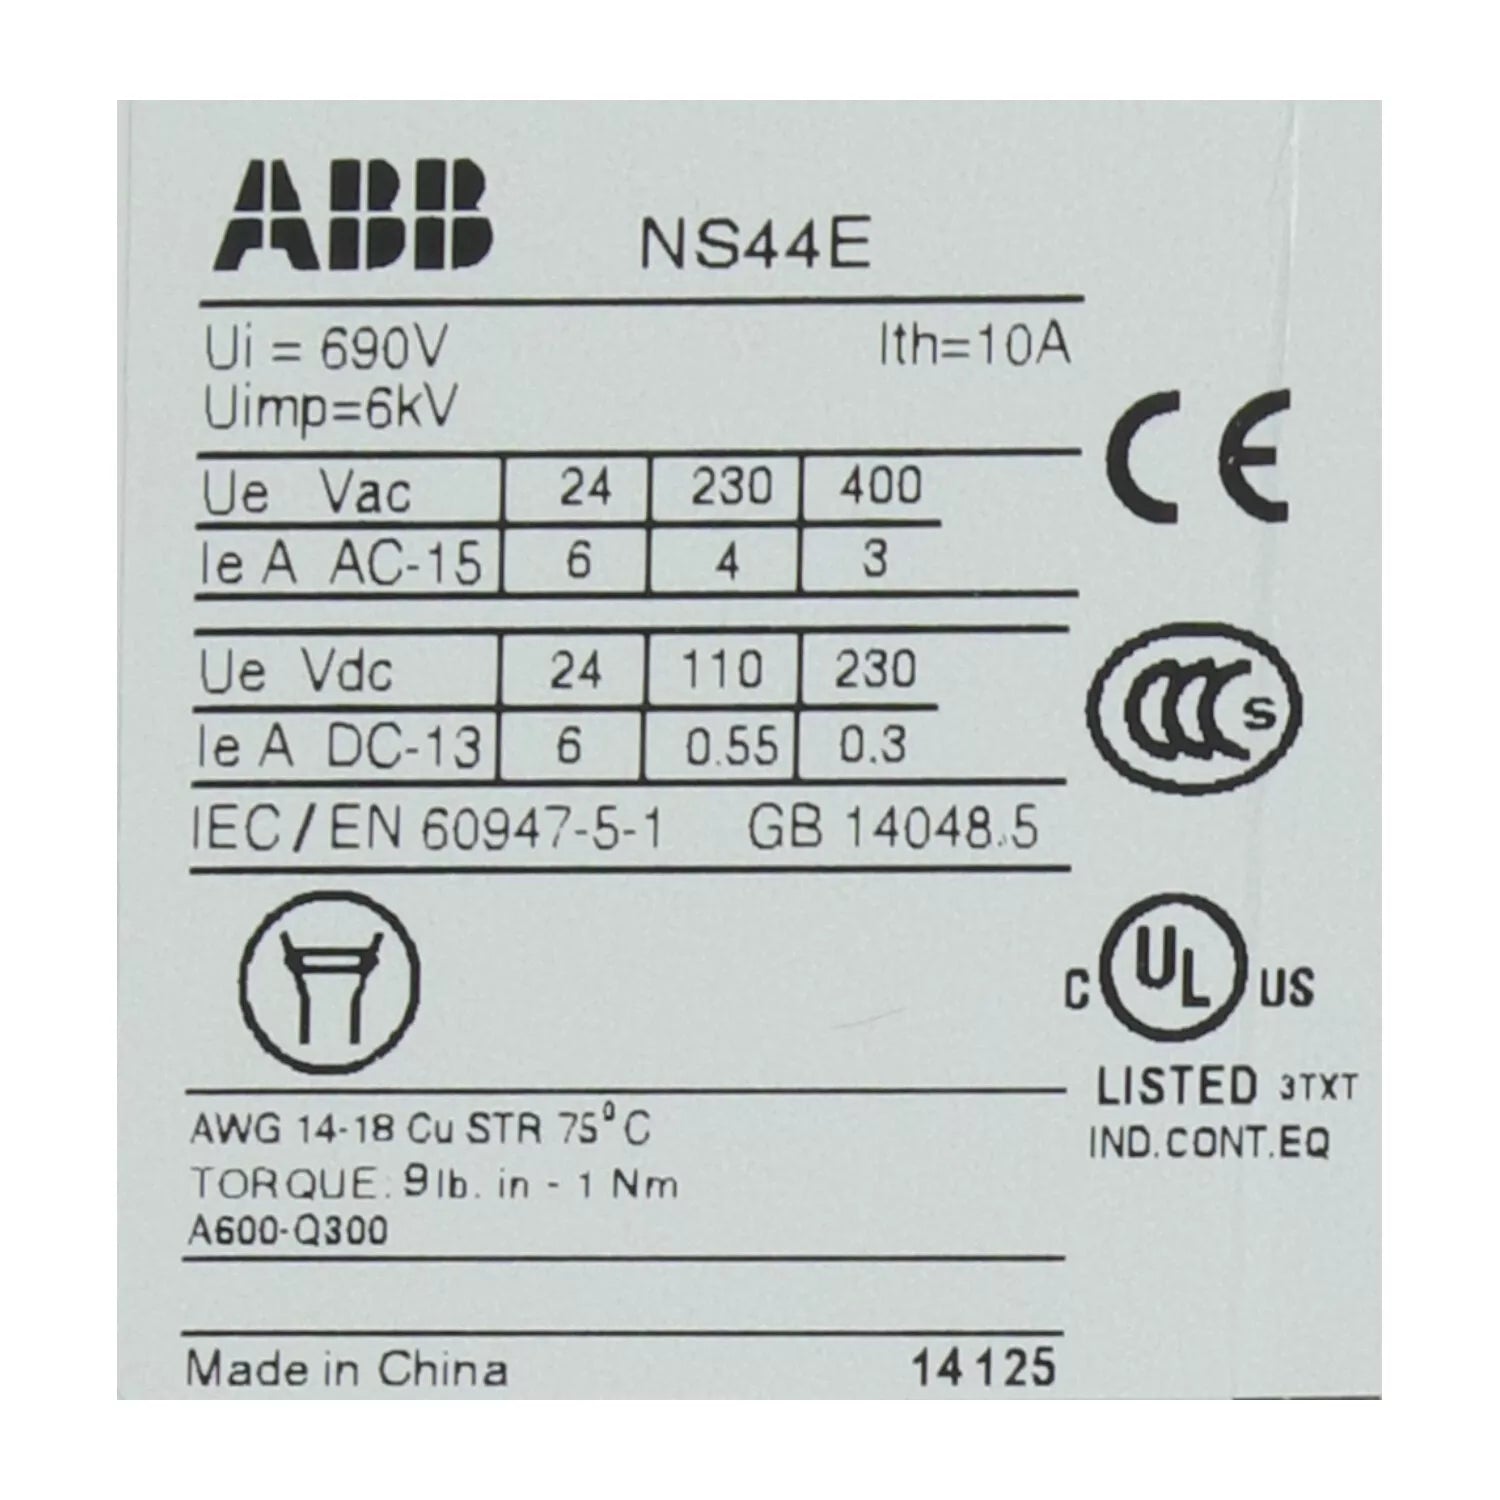 ABB NS44E
Ui = 690V Ith=10A
Uimp=6kV
Ue Vac 24 230 400
Ie A AC-15 6 4 3
Ue Vdc 24 110 230
Ie A DC-13 6 0.55 0.3
IEC/EN 60947-5-1 GB 14048.5
CE
CCC S
C UL US
LISTED 3TXT
IND.CONT.EQ
AWG 14-18 Cu STR 75°C
TORQUE: 9lb. in - 1 Nm
A600-Q300
Made in China 14125